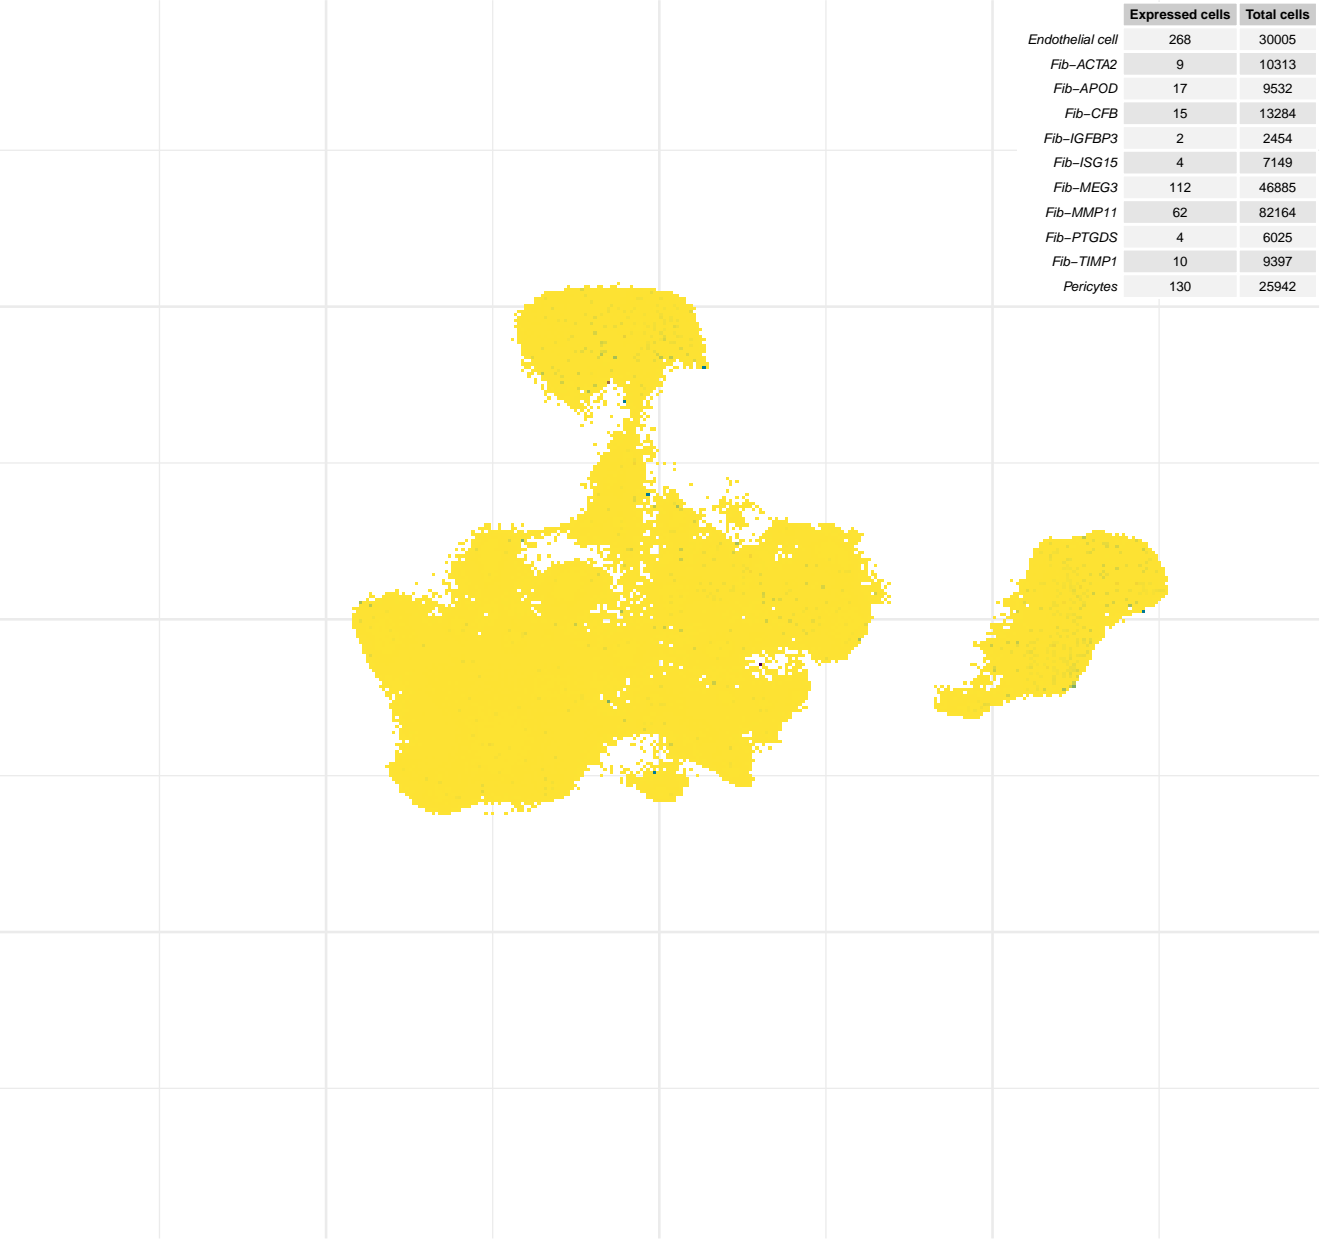 Expressed cells Total cells
Endothelial cell 268 30005
Fib−ACTA2 9 10313
Fib−APOD 17 9532
Fib−CFB 15 13284
Fib−IGFBP3 2 2454
Fib−ISG15 4 7149
Fib−MEG3 112 46885
Fib−MMP11 62 82164
Fib−PTGDS 4 6025
Fib−TIMP1 10 9397
Pericytes 130 25942